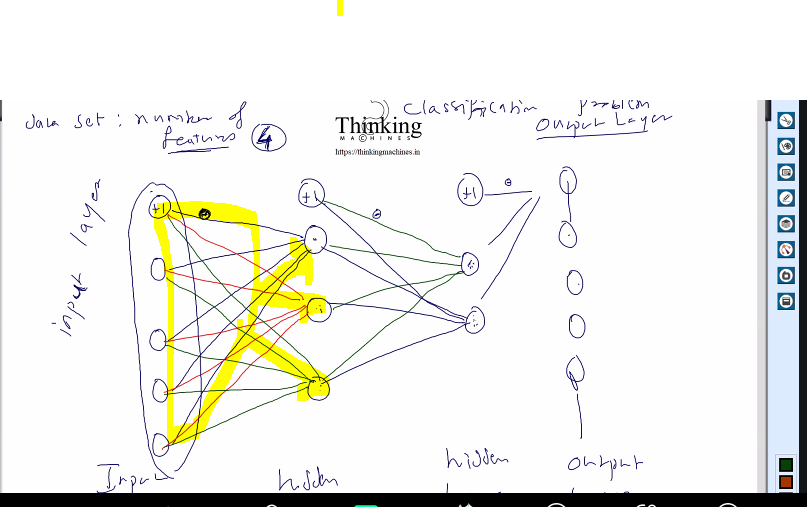 Classification problem
data set : number of
features 4
Thinking
MACHINES
https://thinkingmachines.in
Output Layer
input layer
+1
+1
+1
θ
θ
θ
Input
hidden
hidden
output